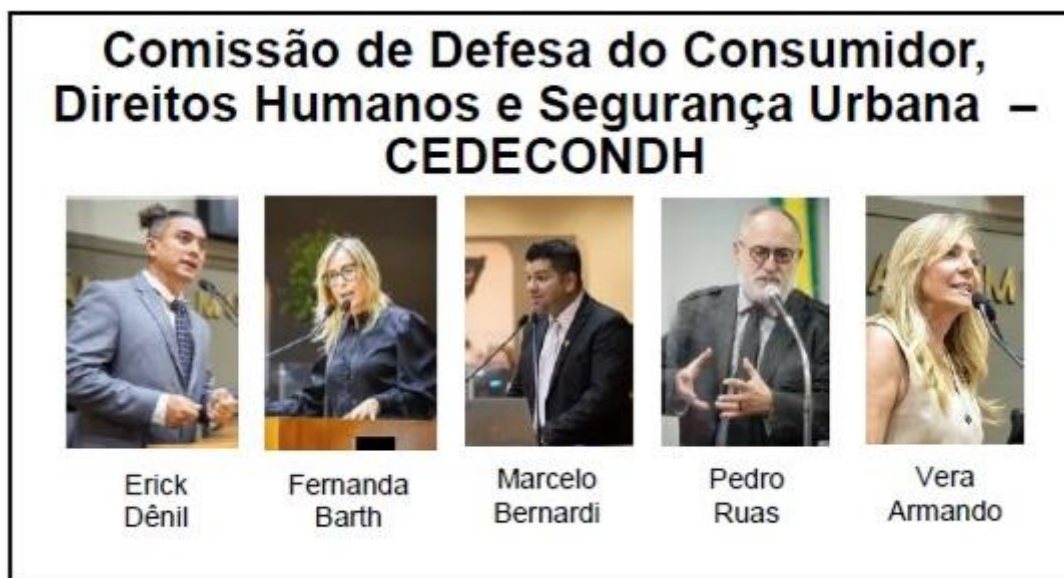 Comissão de Defesa do Consumidor,
Direitos Humanos e Segurança Urbana –
CEDECONDH
Erick
Dênil
Fernanda
Barth
Marcelo
Bernardi
Pedro
Ruas
Vera
Armando